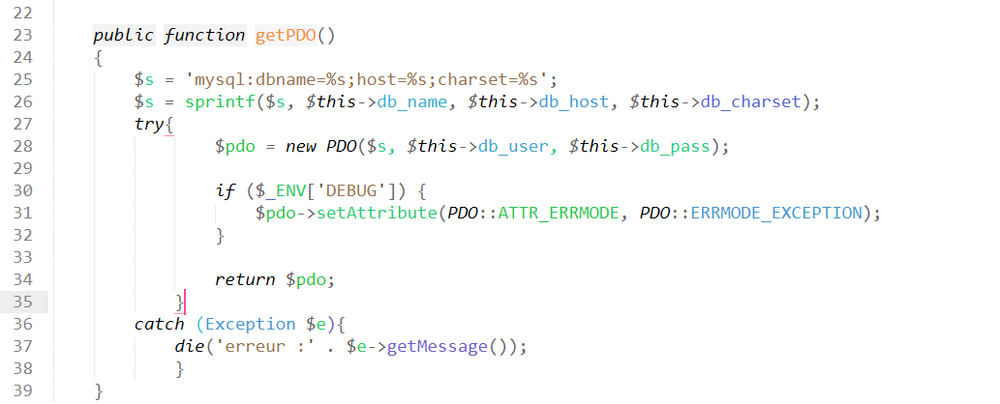 22
23 public function getPDO()
24 {
25 $s = 'mysql:dbname=%s;host=%s;charset=%s';
26 $s = sprintf($s, $this->db_name, $this->db_host, $this->db_charset);
27 try{
28 $pdo = new PDO($s, $this->db_user, $this->db_pass);
29
30 if ($_ENV['DEBUG']) {
31 $pdo->setAttribute(PDO::ATTR_ERRMODE, PDO::ERRMODE_EXCEPTION);
32 }
33
34 return $pdo;
35 }
36 catch (Exception $e){
37 die('erreur :' . $e->getMessage());
38 }
39 }